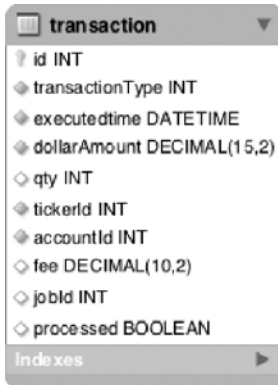 transaction
id INT
transactionType INT
executedtime DATETIME
dollarAmount DECIMAL(15,2)
qty INT
tickerId INT
accountId INT
fee DECIMAL(10,2)
jobId INT
processed BOOLEAN
Indexes